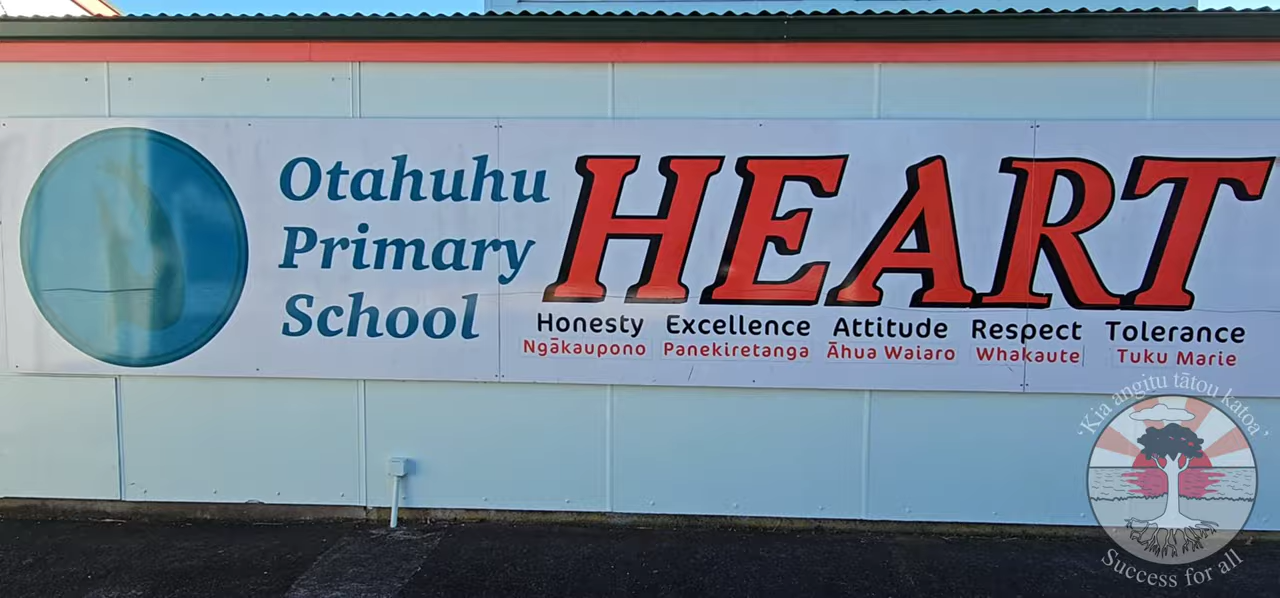 Otahuhu
Primary
School
HEART
Honesty Excellence Attitude Respect Tolerance
Ngākaupono Panekiretanga Āhua Waiaro Whakaute Tuku Marie
'Kia angitu tātou katoa'
Success for all